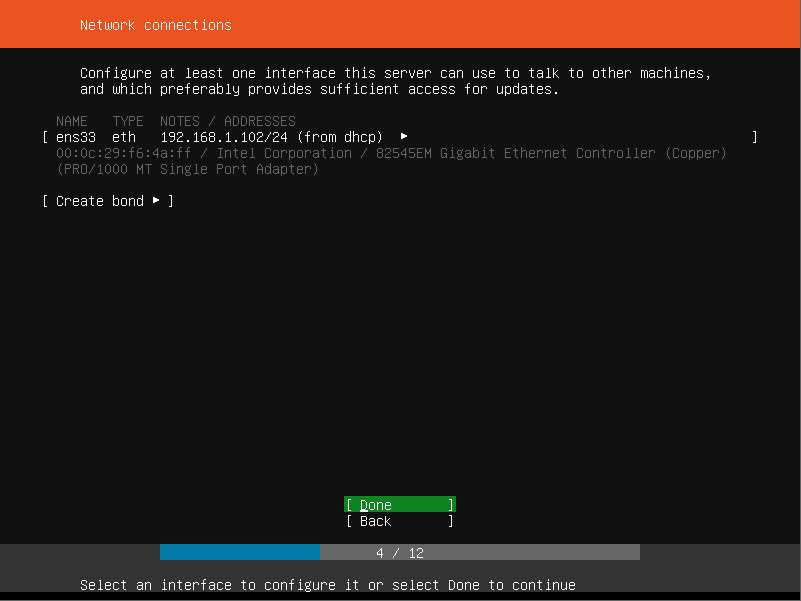 Network connections
Configure at least one interface this server can use to talk to other machines,
and which preferably provides sufficient access for updates.
NAME TYPE NOTES / ADDRESSES
[ ens33 eth 192.168.1.102/24 (from dhcp) ▸ ]
00:0c:29:f6:4a:ff / Intel Corporation / 82545EM Gigabit Ethernet Controller (Copper)
(PRO/1000 MT Single Port Adapter)
[ Create bond ▸ ]
[ Done ]
[ Back ]
4 / 12
Select an interface to configure it or select Done to continue